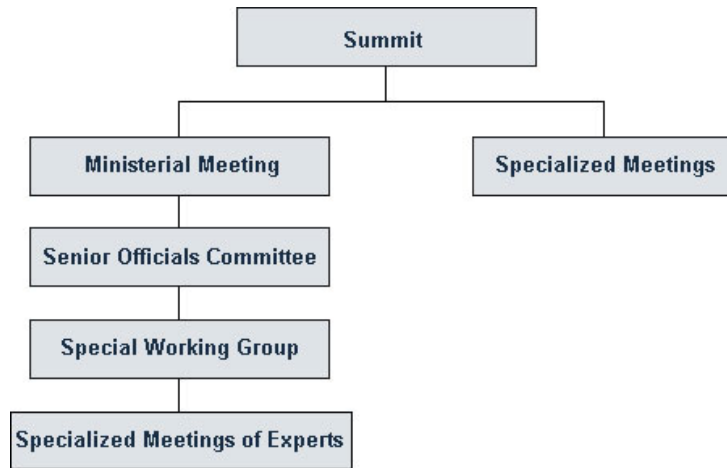 Summit
Ministerial Meeting
Specialized Meetings
Senior Officials Committee
Special Working Group
Specialized Meetings of Experts